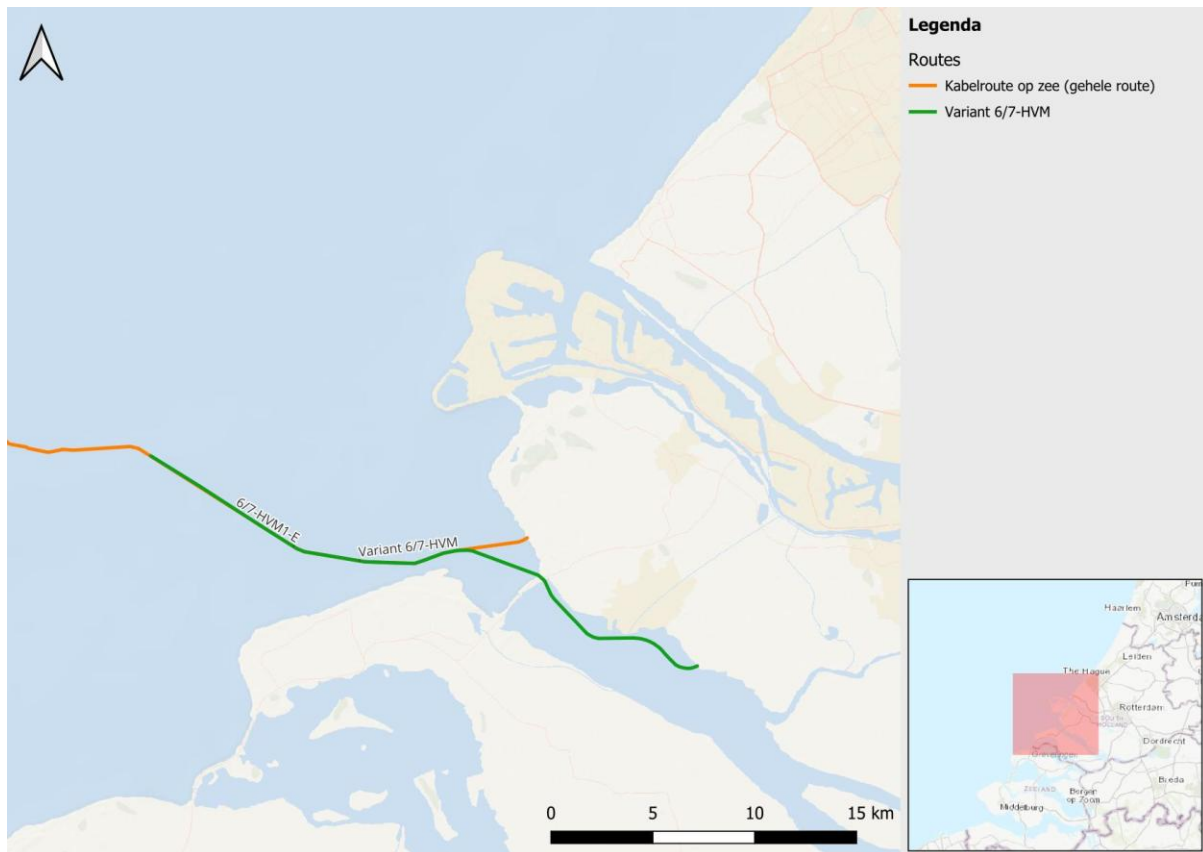 Legenda
Routes
Kabelroute op zee (gehele route)
Variant 6/7-HVM
6/7-HVM1-E
Variant 6/7-HVM
0 5 10 15 km
Haarlem
Amsterda
Leiden
The Hague
Rotterdam
Dordrecht
ZEELAND
Bergen
op Zoom
Breda
Middelburg